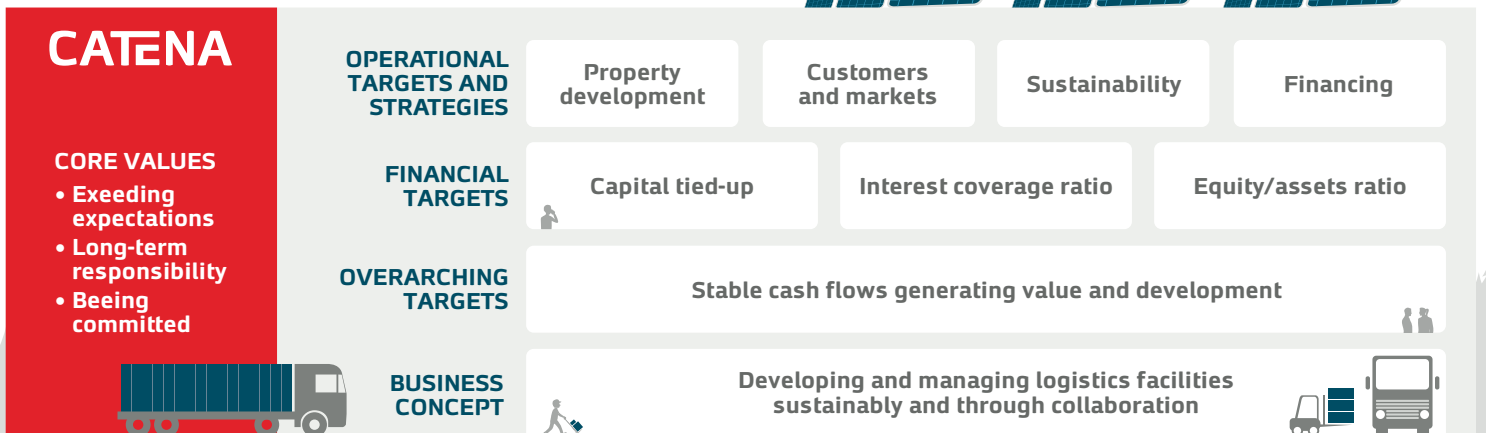 CATENA
CORE VALUES
• Exeeding
expectations
• Long-term
responsibility
• Beeing
committed
OPERATIONAL
TARGETS AND
STRATEGIES
Property
development
Customers
and markets
Sustainability
Financing
FINANCIAL
TARGETS
Capital tied-up
Interest coverage ratio
Equity/assets ratio
OVERARCHING
TARGETS
Stable cash flows generating value and development
BUSINESS
CONCEPT
Developing and managing logistics facilities
sustainably and through collaboration